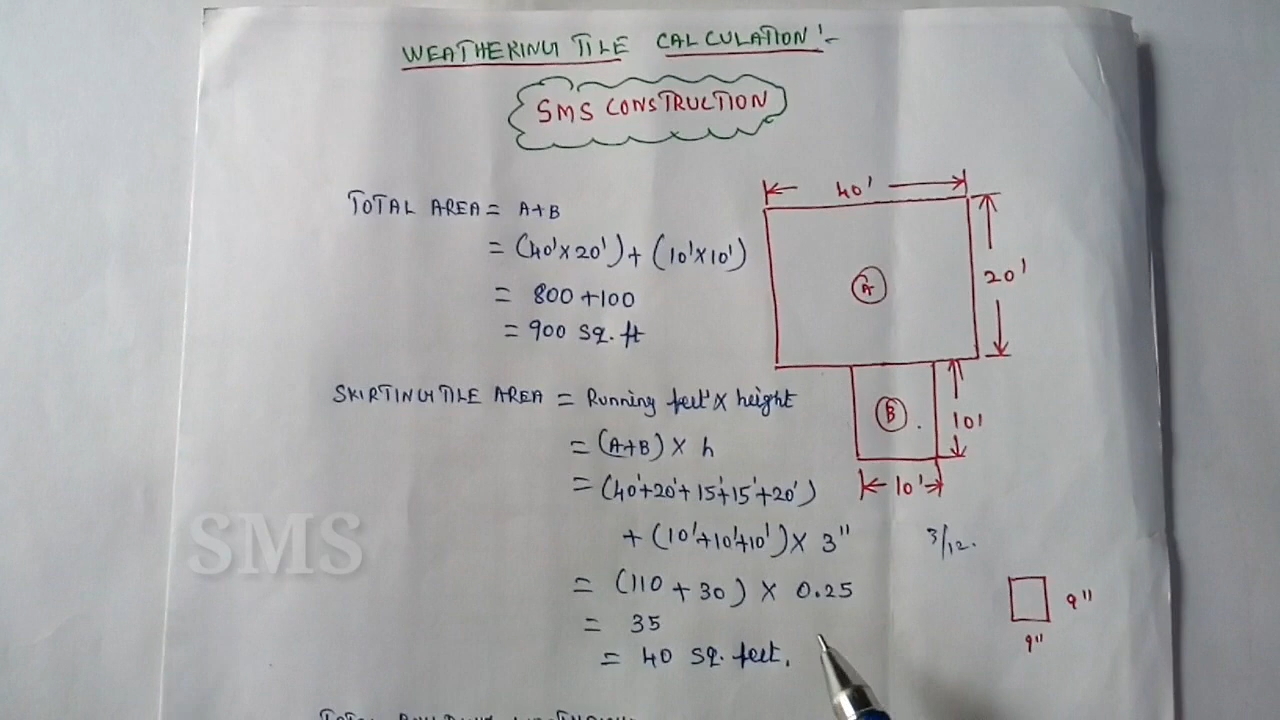 WEATHERING TILE CALCULATION :-
SMS CONSTRUCTION
TOTAL AREA = A+B
= (40'x20') + (10'x10')
= 800 +100
= 900 sq. ft
SKIRTING TILE AREA = Running feet x height
= (A+B) x h
= (40'+20'+15'+15'+20')
+ (10'+10'+10') x 3"
= (110 + 30) x 0.25
= 35
= 40 sq. feet.
40'
A
20'
B
10'
10'
3/12.
9"
9"
SMS